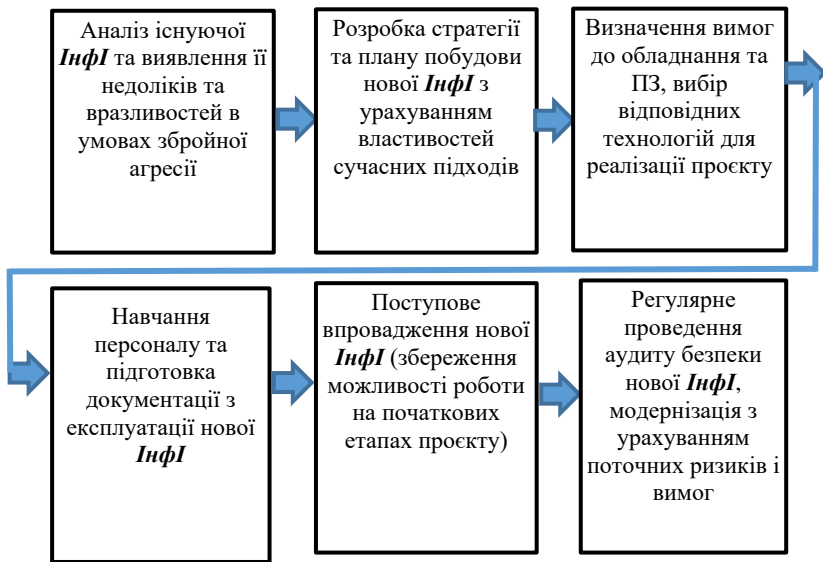 Аналіз існуючої
ІнфІ та виявлення її
недоліків та
вразливостей в
умовах збройної
агресії
Розробка стратегії
та плану побудови
нової ІнфІ з
урахуванням
властивостей
сучасних підходів
Визначення вимог
до обладнання та
ПЗ, вибір
відповідних
технологій для
реалізації проєкту
Навчання
персоналу та
підготовка
документації з
експлуатації нової
ІнфІ
Поступове
впровадження нової
ІнфІ (збереження
можливості роботи
на початкових
етапах проєкту)
Регулярне
проведення
аудиту безпеки
нової ІнфІ,
модернізація з
урахуванням
поточних ризиків і
вимог